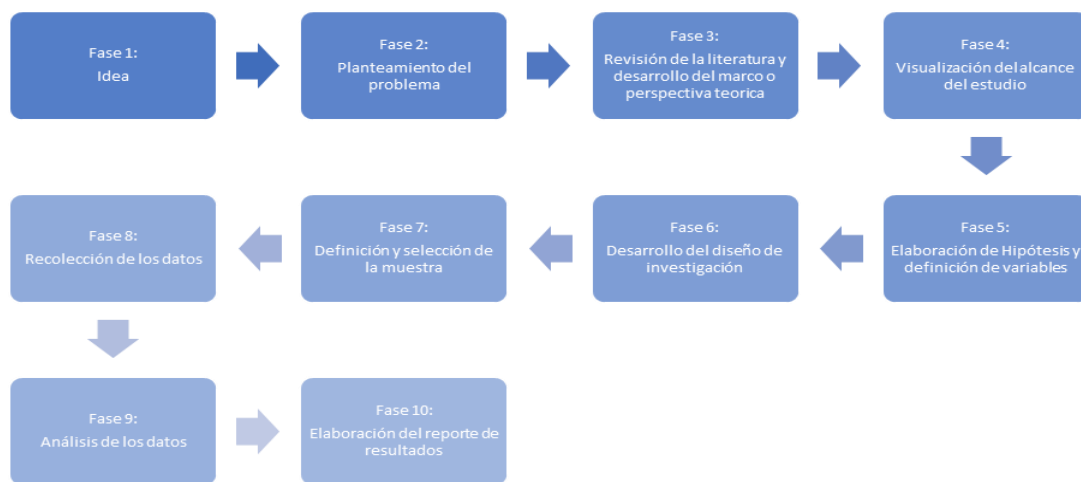 Fase 1:
Idea
Fase 2:
Planteamiento del
problema
Fase 3:
Revisión de la literatura y
desarrollo del marco o
perspectiva teorica
Fase 4:
Visualización del alcance
del estudio
Fase 5:
Elaboración de Hipótesis y
definición de variables
Fase 6:
Desarrollo del diseño de
investigación
Fase 7:
Definición y selección de
la muestra
Fase 8:
Recolección de los datos
Fase 9:
Análisis de los datos
Fase 10:
Elaboración del reporte de
resultados